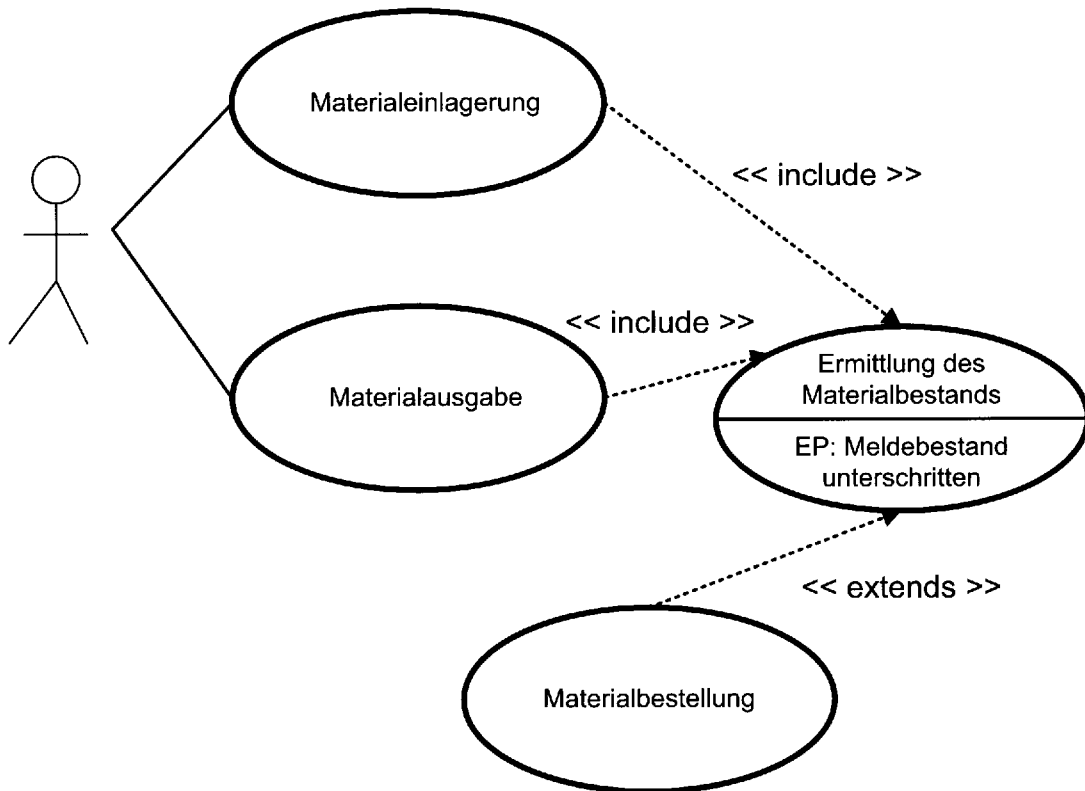 Materialeinlagerung
<< include >>
<< include >>
Materialausgabe
Ermittlung des
Materialbestands
EP: Meldebestand
unterschritten
<< extends >>
Materialbestellung